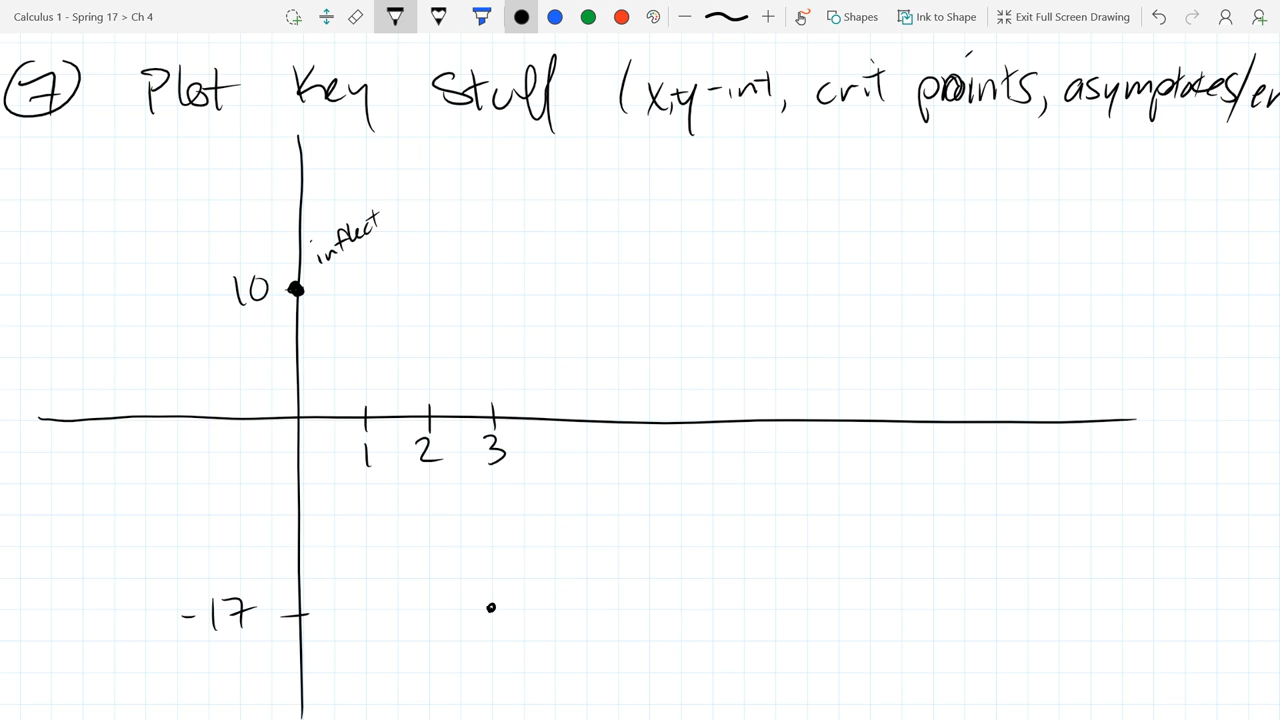 Calculus 1 - Spring 17 > Ch 4
Shapes
Ink to Shape
Exit Full Screen Drawing
7 Plot Key Stuff (x,y-int, crit points, asymptotes/en
inflect
10
1 2 3
-17